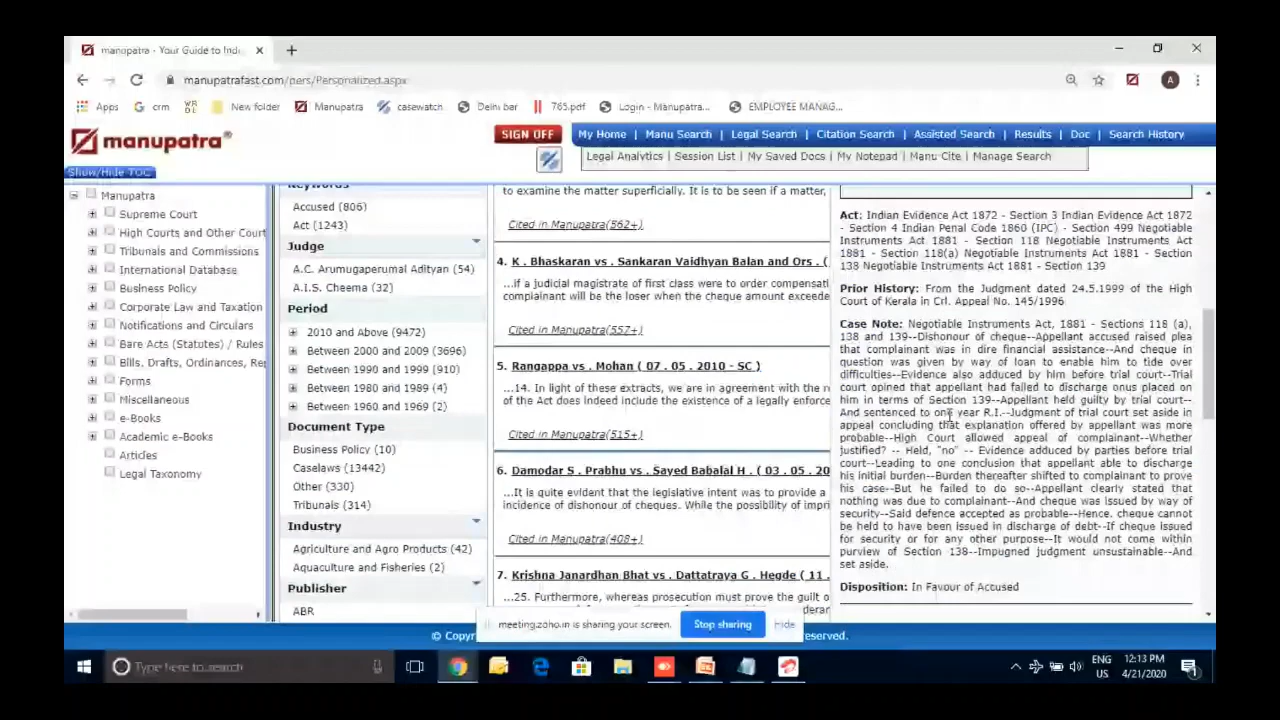 manupatra - Your Guide to Indi
manupatrafast.com/pers/Personalized.aspx
A
Apps
crm
New folder
Manupatra
casewatch
Delhi bar
765.pdf
Login - Manupatra...
EMPLOYEE MANAG...
manupatra®
SIGN OFF
My Home | Manu Search | Legal Search | Citation Search | Assisted Search | Results | Doc | Search History
Legal Analytics | Session List | My Saved Docs | My Notepad | Manu Cite | Manage Search
Show/Hide TOC
Manupatra
Supreme Court
High Courts and Other Court
Tribunals and Commissions
International Database
Business Policy
Corporate Law and Taxation
Notifications and Circulars
Bare Acts (Statutes) / Rules
Bills, Drafts, Ordinances, Rep
Forms
Miscellaneous
e-Books
Academic e-Books
Articles
Legal Taxonomy
Keywords
Accused (806)
Act (1243)
Judge
A.C. Arumugaperumal Adityan (54)
A.I.S. Cheema (32)
Period
2010 and Above (9472)
Between 2000 and 2009 (3696)
Between 1990 and 1999 (910)
Between 1980 and 1989 (4)
Between 1960 and 1969 (2)
Document Type
Business Policy (10)
Caselaws (13442)
Other (330)
Tribunals (314)
Industry
Agriculture and Agro Products (42)
Aquaculture and Fisheries (2)
Publisher
ABR
to examine the matter superficially. It is to be seen if a matter,
Cited in Manupatra(562+)
4. K . Bhaskaran vs . Sankaran Vaidhyan Balan and Ors . (
...if a judicial magistrate of first class were to order compensati
complainant will be the loser when the cheque amount exceede
Cited in Manupatra(557+)
5. Rangappa vs . Mohan ( 07 . 05 . 2010 - SC )
...14. In light of these extracts, we are in agreement with the r
of the Act does indeed include the existence of a legally enforce
Cited in Manupatra(515+)
6. Damodar S . Prabhu vs . Sayed Babalal H . ( 03 . 05 . 20
...It is quite evident that the legislative intent was to provide a
incidence of dishonour of cheques. While the possibility of impri
Cited in Manupatra(408+)
7. Krishna Janardhan Bhat vs . Dattatraya G . Hegde ( 11 .
...25. Furthermore, whereas prosecution must prove the guilt o
Act: Indian Evidence Act 1872 - Section 3 Indian Evidence Act 1872
- Section 4 Indian Penal Code 1860 (IPC) - Section 499 Negotiable
Instruments Act 1881 - Section 118 Negotiable Instruments Act
1881 - Section 118(a) Negotiable Instruments Act 1881 - Section
138 Negotiable Instruments Act 1881 - Section 139
Prior History: From the Judgment dated 24.5.1999 of the High
Court of Kerala in Crl. Appeal No. 145/1996
Case Note: Negotiable Instruments Act, 1881 - Sections 118 (a),
138 and 139--Dishonour of cheque--Appellant accused raised plea
that complainant was in dire financial assistance--And cheque in
question was given by way of loan to enable him to tide over
difficulties--Evidence also adduced by him before trial court--Trial
court opined that appellant had failed to discharge onus placed on
him in terms of Section 139--Appellant held guilty by trial court--
And sentenced to one year R.I.--Judgment of trial court set aside in
appeal concluding that explanation offered by appellant was more
probable--High Court allowed appeal of complainant--Whether
justified? -- Held, "no" -- Evidence adduced by parties before trial
court--Leading to one conclusion that appellant able to discharge
his initial burden--Burden thereafter shifted to complainant to prove
his case--But he failed to do so--Appellant clearly stated that
nothing was due to complainant--And cheque was issued by way of
security--Said defence accepted as probable--Hence. cheque cannot
be held to have been issued in discharge of debt--If cheque issued
for security or for any other purpose--It would not come within
purview of Section 138--Impugned judgment unsustainable--And
set aside.
Disposition: In Favour of Accused
meeting.zoho.in is sharing your screen.
Stop sharing
Hide
© Copyr
reserved.
Type here to search
ENG
US
12:13 PM
4/21/2020